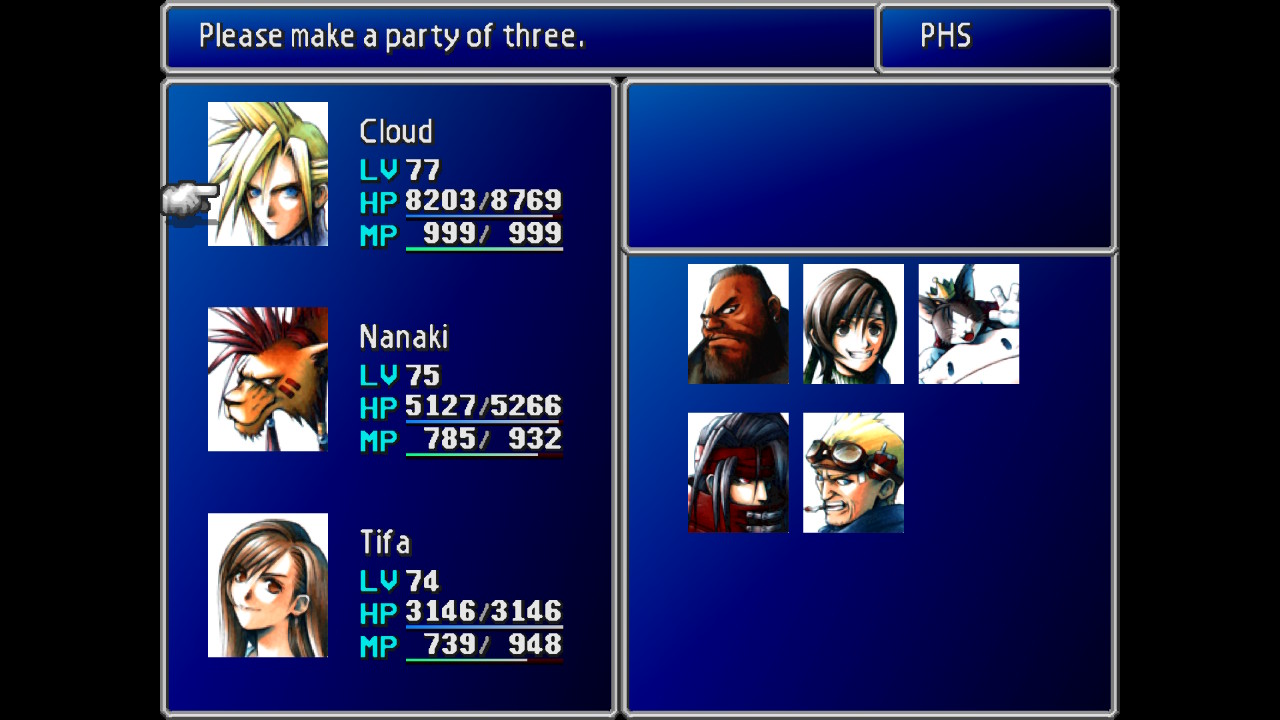 Please make a party of three.
PHS
Cloud
LV 77
HP 8203/8769
MP 999/ 999
Nanaki
LV 75
HP 5127/5266
MP 785/ 932
Tifa
LV 74
HP 3146/3146
MP 739/ 948